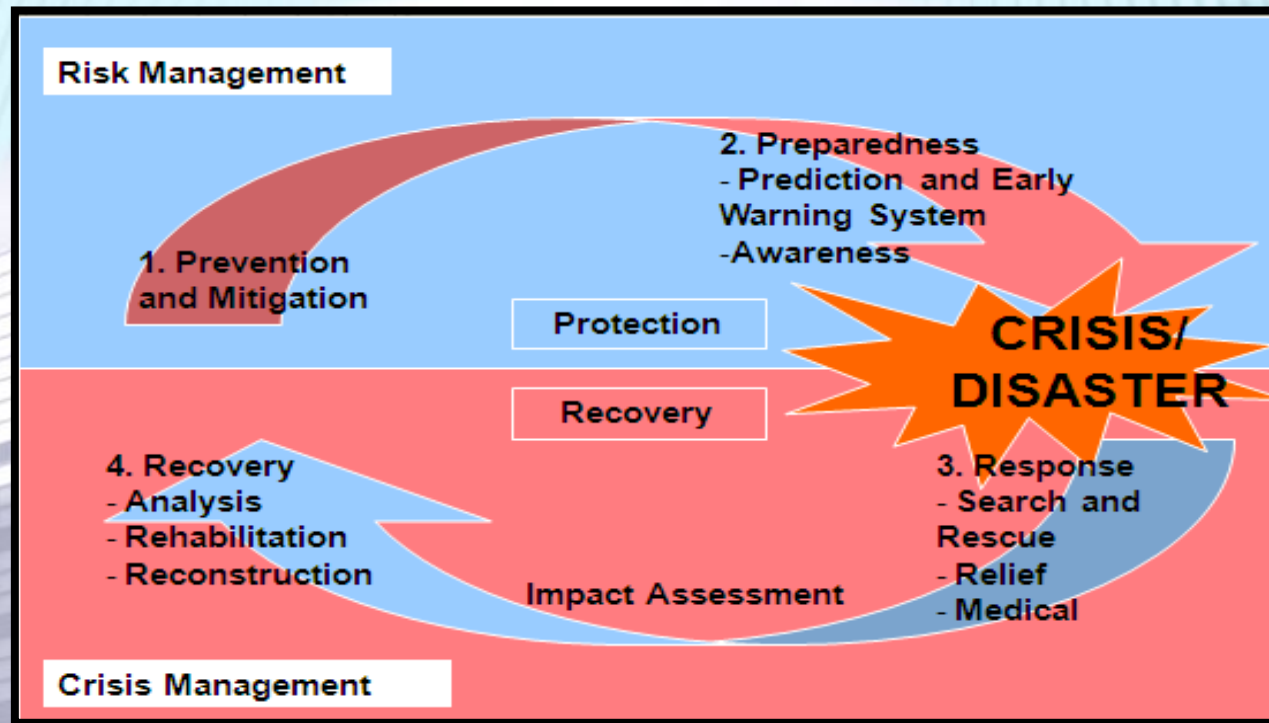 Risk Management
2. Preparedness
- Prediction and Early
Warning System
-Awareness
1. Prevention
and Mitigation
Protection
CRISIS/
DISASTER
Recovery
4. Recovery
- Analysis
- Rehabilitation
- Reconstruction
3. Response
- Search and
Rescue
- Relief
- Medical
Impact Assessment
Crisis Management